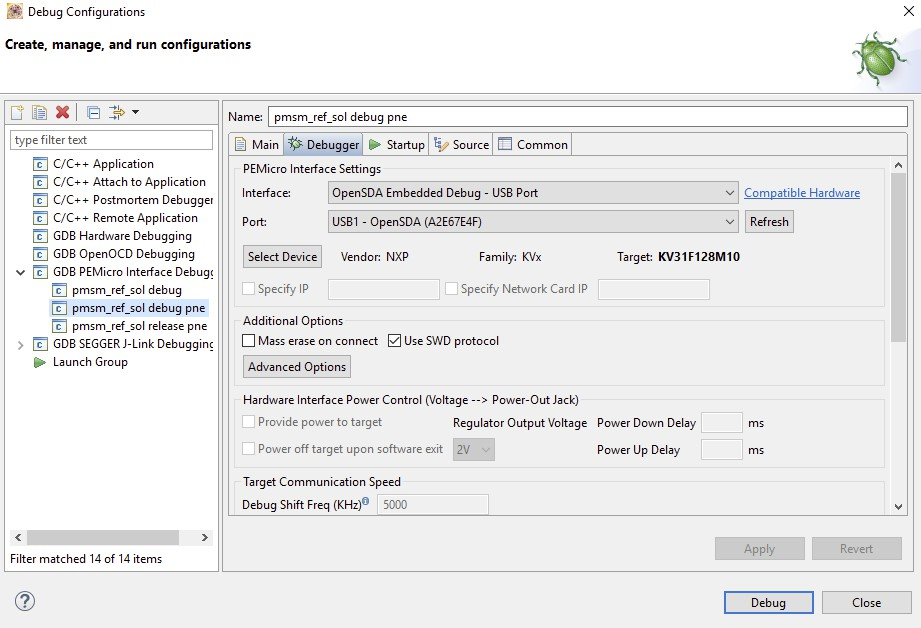 Debug Configurations
Create, manage, and run configurations
type filter text
C/C++ Application
C/C++ Attach to Application
C/C++ Postmortem Debugger
C/C++ Remote Application
GDB Hardware Debugging
GDB OpenOCD Debugging
GDB PEMicro Interface Debugg
pmsm_ref_sol debug
pmsm_ref_sol debug pne
pmsm_ref_sol release pne
GDB SEGGER J-Link Debugging
Launch Group
Filter matched 14 of 14 items
Name: pmsm_ref_sol debug pne
Main Debugger Startup Source Common
PEMicro Interface Settings
Interface: OpenSDA Embedded Debug - USB Port Compatible Hardware
Port: USB1 - OpenSDA (A2E67E4F) Refresh
Select Device Vendor: NXP Family: KVx Target: KV31F128M10
Specify IP Specify Network Card IP
Additional Options
Mass erase on connect Use SWD protocol
Advanced Options
Hardware Interface Power Control (Voltage --> Power-Out Jack)
Provide power to target Regulator Output Voltage Power Down Delay ms
Power off target upon software exit 2V Power Up Delay ms
Target Communication Speed
Debug Shift Freq (KHz) 5000
Apply Revert
Debug Close